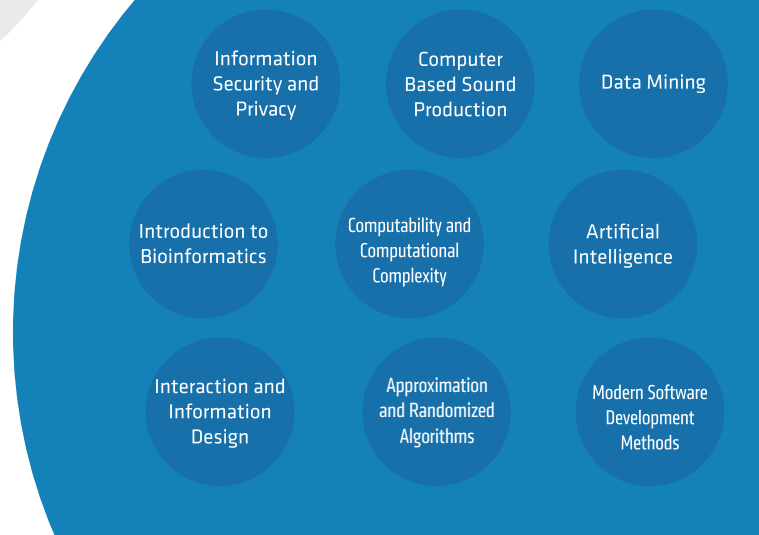 Information
Security and
Privacy
Computer
Based Sound
Production
Data Mining
Introduction to
Bioinformatics
Computability and
Computational
Complexity
Artificial
Intelligence
Interaction and
Information
Design
Approximation
and Randomized
Algorithms
Modern Software
Development
Methods